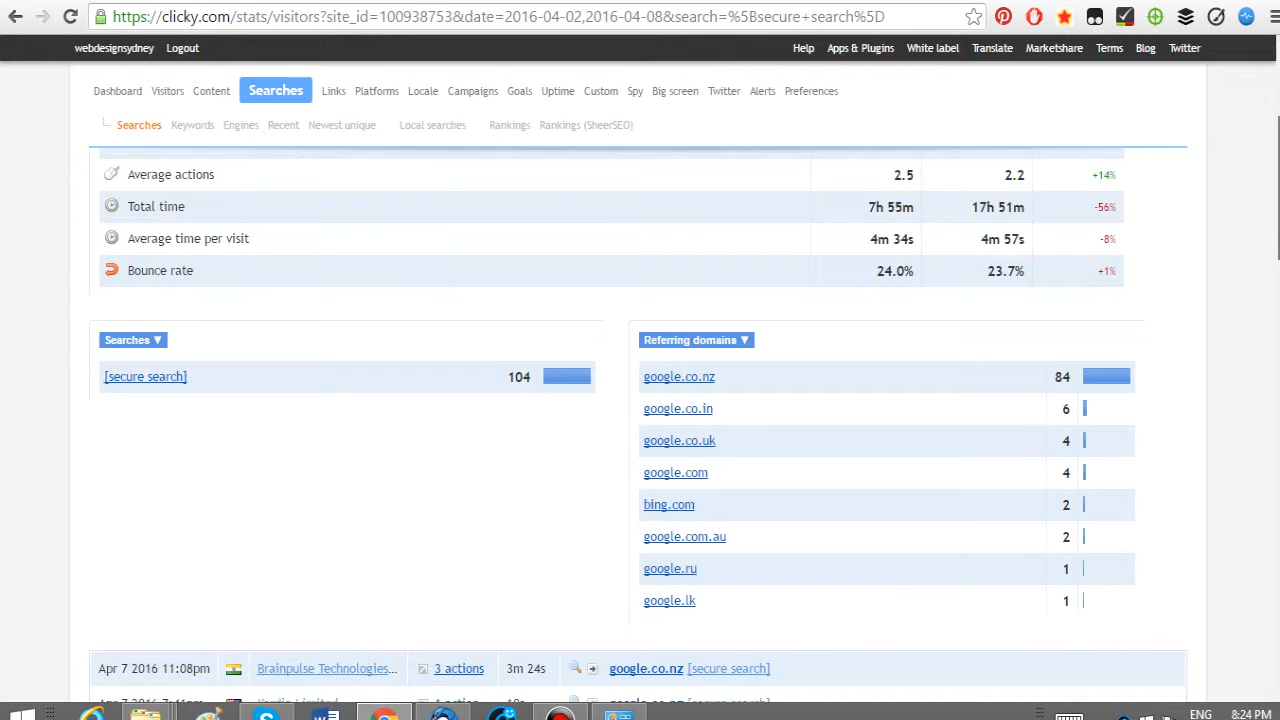 https://clicky.com/stats/visitors?site_id=100938753&date=2016-04-02,2016-04-08&search=%5Bsecure+search%5D
webdesignsydney Logout Help Apps & Plugins White label Translate Marketshare Terms Blog Twitter
Dashboard Visitors Content Searches Links Platforms Locale Campaigns Goals Uptime Custom Spy Big screen Twitter Alerts Preferences
Searches Keywords Engines Recent Newest unique Local searches Rankings Rankings (SheerSEO)
Average actions 2.5 2.2 +14%
Total time 7h 55m 17h 51m -56%
Average time per visit 4m 34s 4m 57s -8%
Bounce rate 24.0% 23.7% +1%
Searches ▼ Referring domains ▼
[secure search] 104 google.co.nz 84
google.co.in 6
google.co.uk 4
google.com 4
bing.com 2
google.com.au 2
google.ru 1
google.lk 1
Apr 7 2016 11:08pm Brainpulse Technologies... 3 actions 3m 24s google.co.nz [secure search]
ENG 8:24 PM